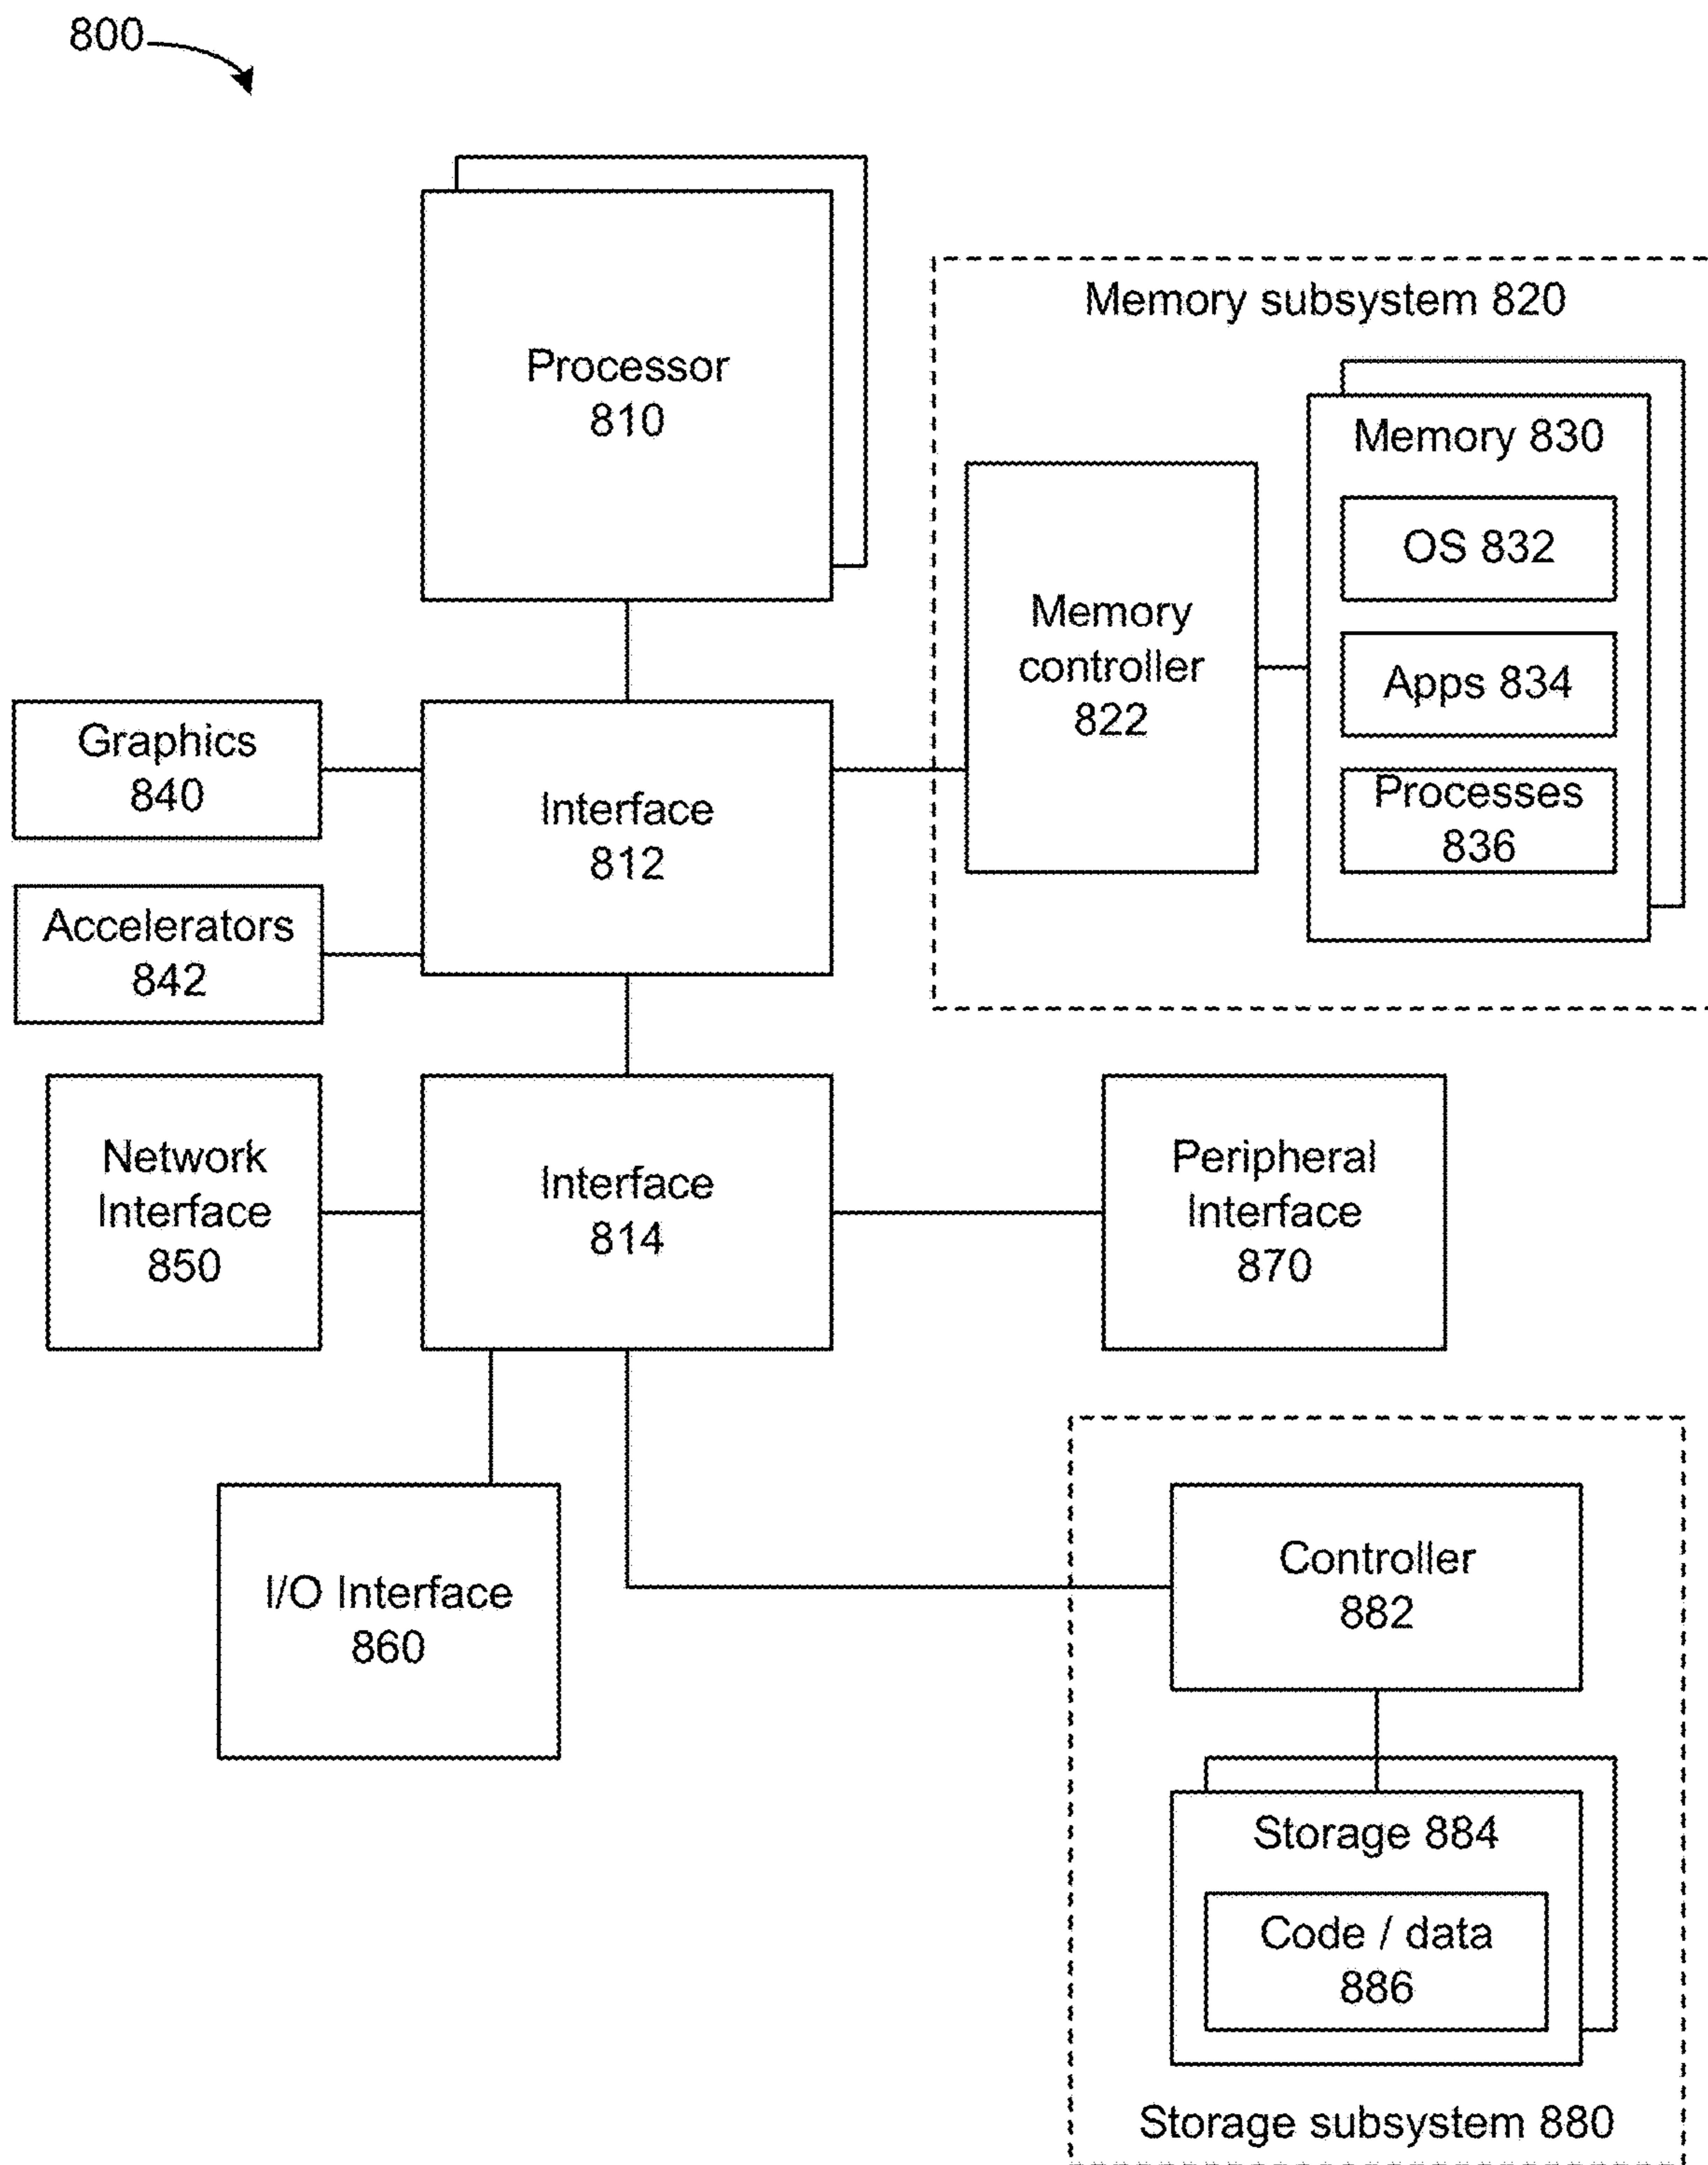 800
Processor
810
Memory subsystem 820
Memory 830
OS 832
Memory
controller
822
Apps 834
Processes
836
Graphics
840
Interface
812
Accelerators
842
Network
Interface
850
Interface
814
Peripheral
Interface
870
I/O Interface
860
Controller
882
Storage 884
Code / data
886
Storage subsystem 880